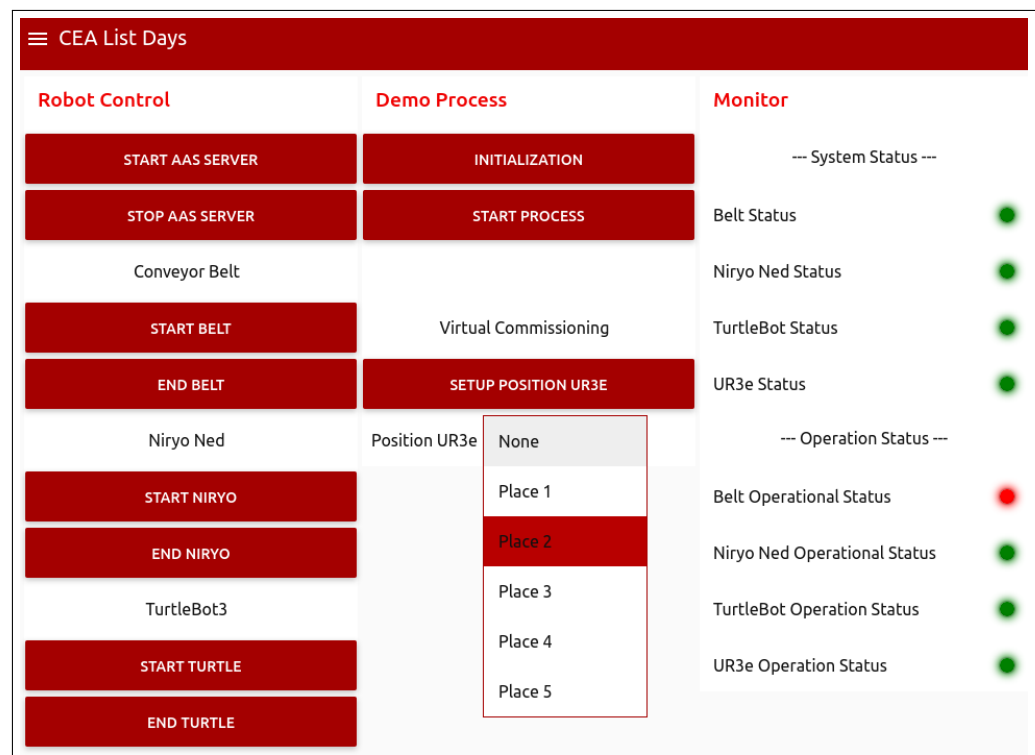 CEA List Days
Robot Control
START AAS SERVER
STOP AAS SERVER
Conveyor Belt
START BELT
END BELT
Niryo Ned
START NIRYO
END NIRYO
TurtleBot3
START TURTLE
END TURTLE
Demo Process
INITIALIZATION
START PROCESS
Virtual Commissioning
SETUP POSITION UR3E
Position UR3e
None
Place 1
Place 2
Place 3
Place 4
Place 5
Monitor
--- System Status ---
Belt Status
Niryo Ned Status
TurtleBot Status
UR3e Status
--- Operation Status ---
Belt Operational Status
Niryo Ned Operational Status
TurtleBot Operation Status
UR3e Operation Status